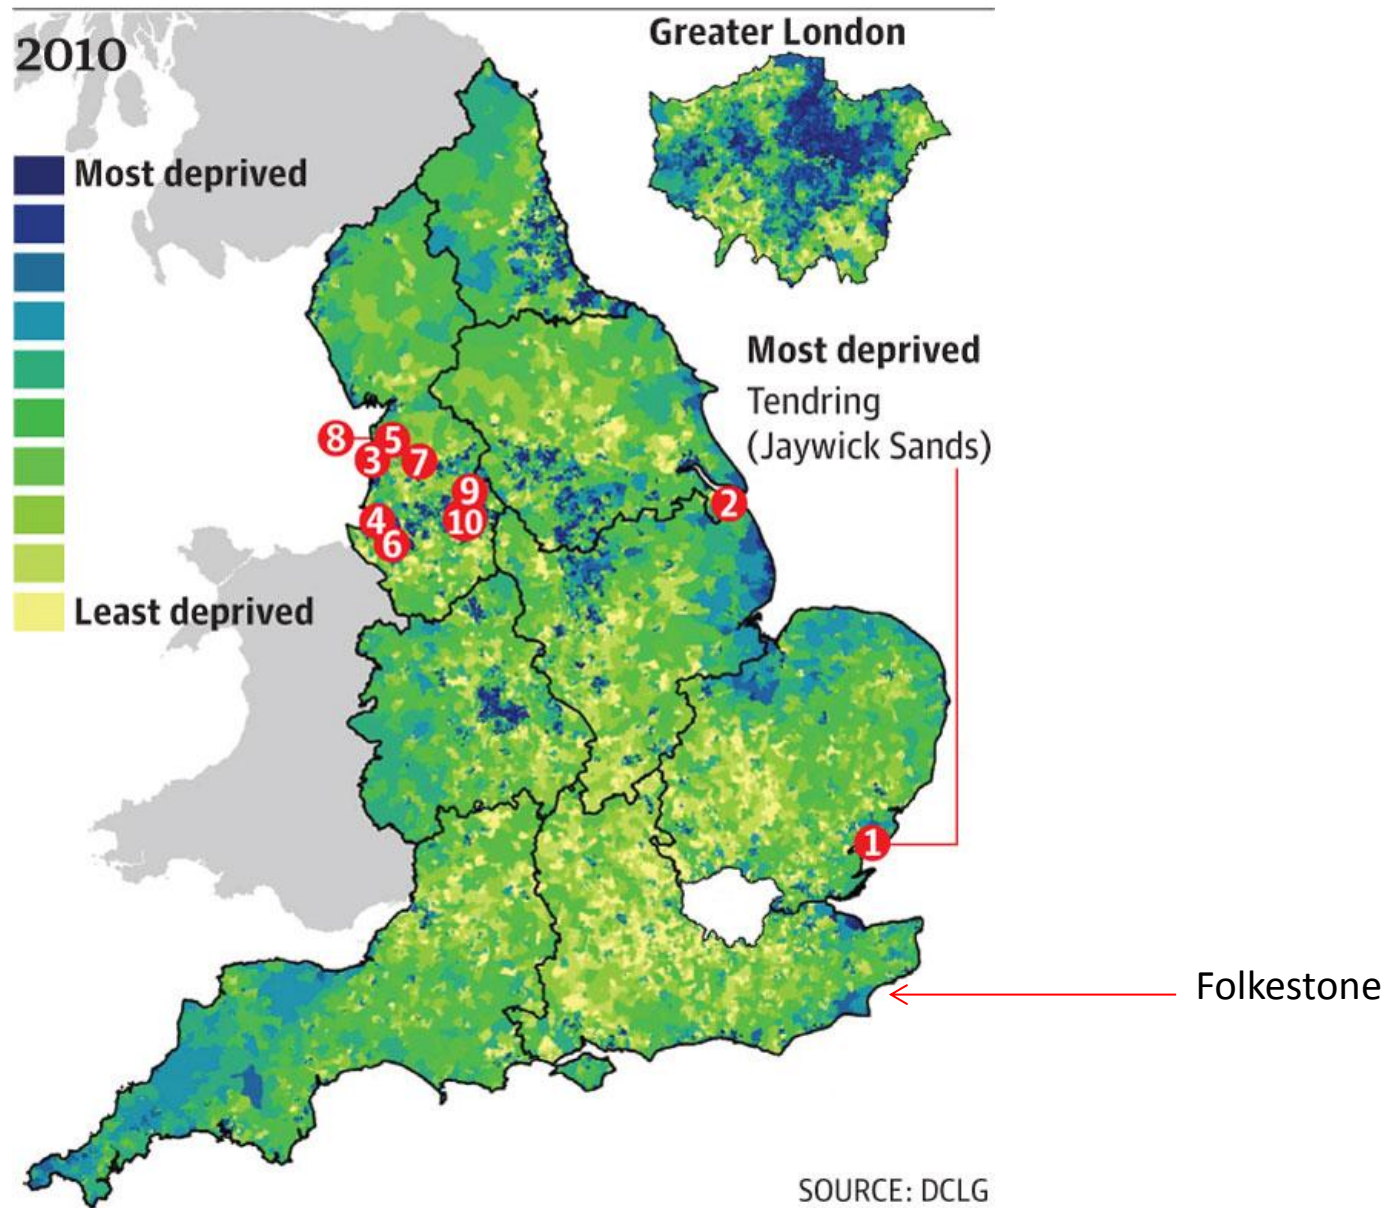 2010
Greater London
Most deprived
Least deprived
Most deprived
Tendring
(Jaywick Sands)
8
5
3
7
9
4
10
6
2
1
Folkestone
SOURCE: DCLG